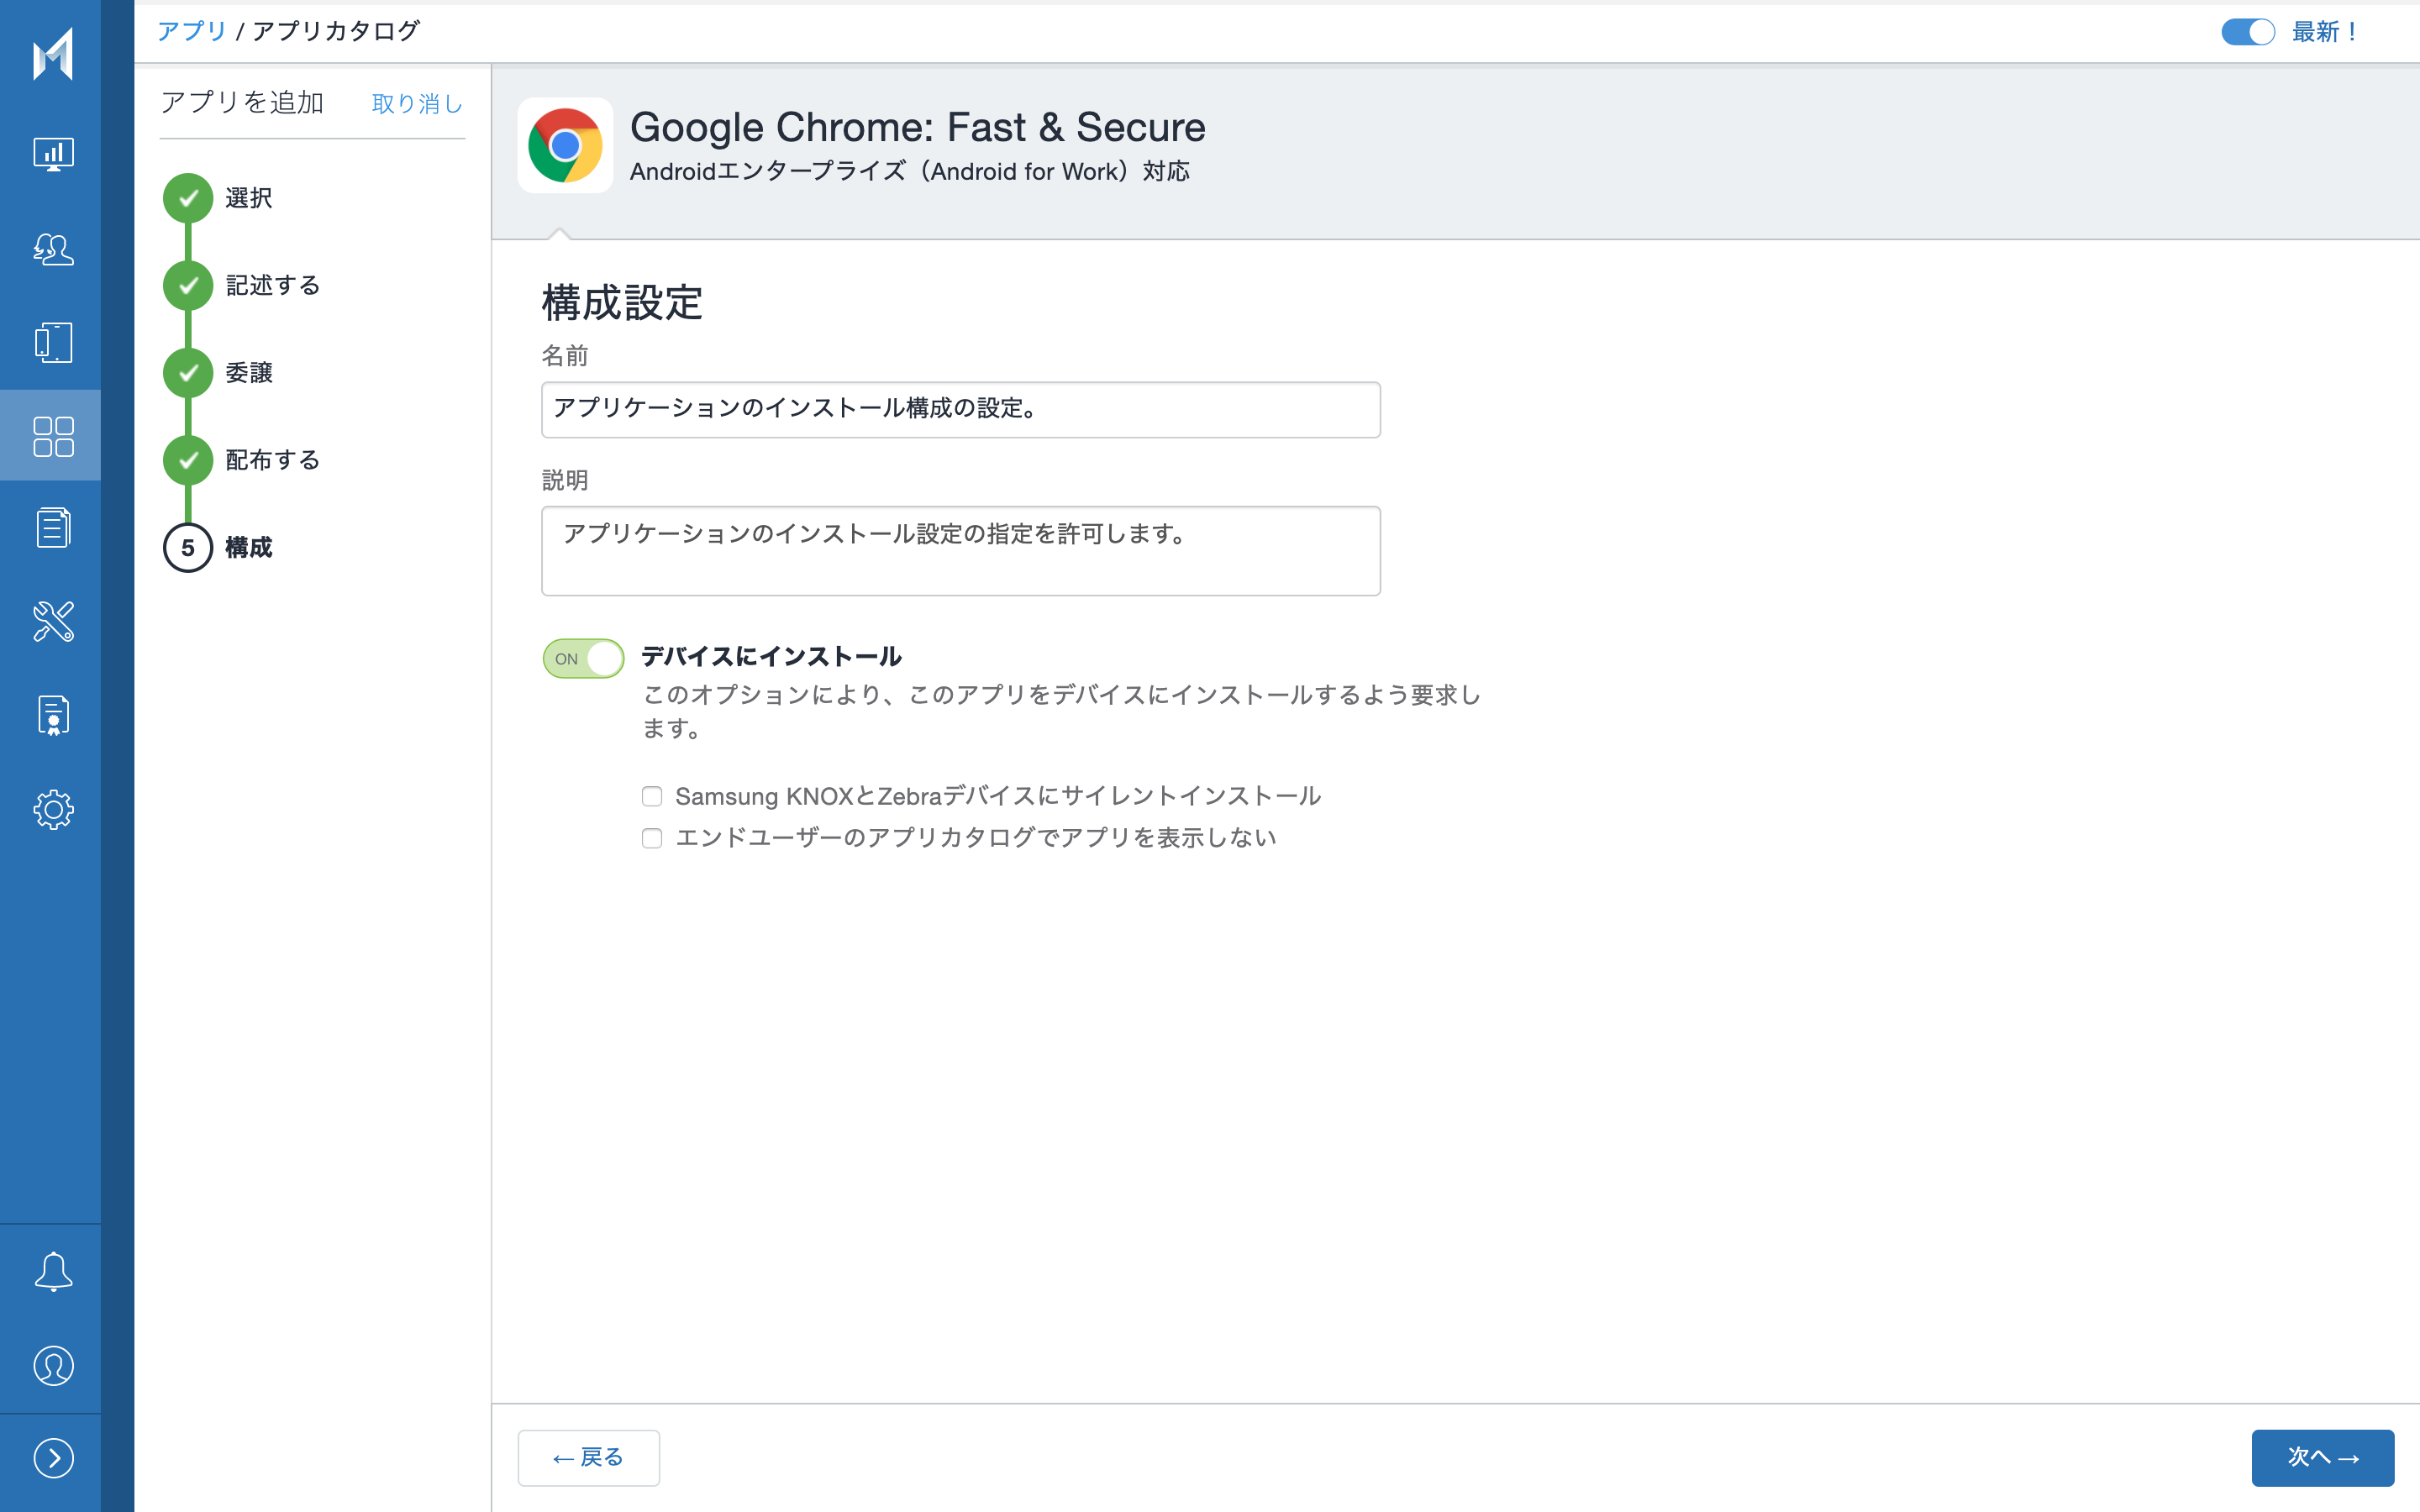 アプリ / アプリカタログ
最新！
アプリを追加
取り消し
選択
記述する
委譲
配布する
5 構成
Google Chrome: Fast & Secure
Androidエンタープライズ（Android for Work）対応
構成設定
名前
アプリケーションのインストール構成の設定。
説明
アプリケーションのインストール設定の指定を許可します。
ON
デバイスにインストール
このオプションにより、このアプリをデバイスにインストールするよう要求し
ます。
Samsung KNOXとZebraデバイスにサイレントインストール
エンドユーザーのアプリカタログでアプリを表示しない
←戻る
次へ→